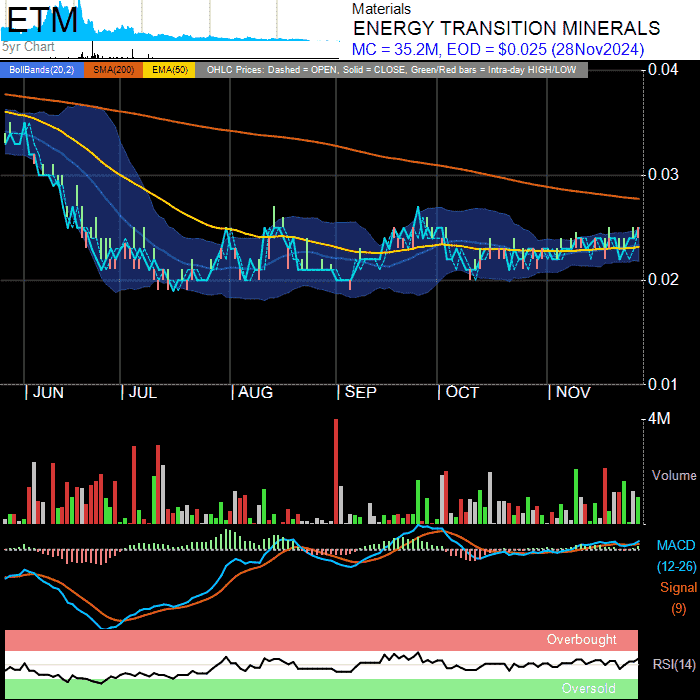 ETM
5yr Chart
Materials
ENERGY TRANSITION MINERALS
MC = 35.2M, EOD = $0.025 (28Nov2024)
BollBands(20,2) SMA(200) EMA(50) OHLC Prices: Dashed = OPEN, Solid = CLOSE, Green/Red bars = Intra-day HIGH/LOW
0.04
0.03
0.02
0.01
JUN JUL AUG SEP OCT NOV
4M
Volume
MACD
(12-26)
Signal
(9)
Overbought
RSI(14)
Oversold